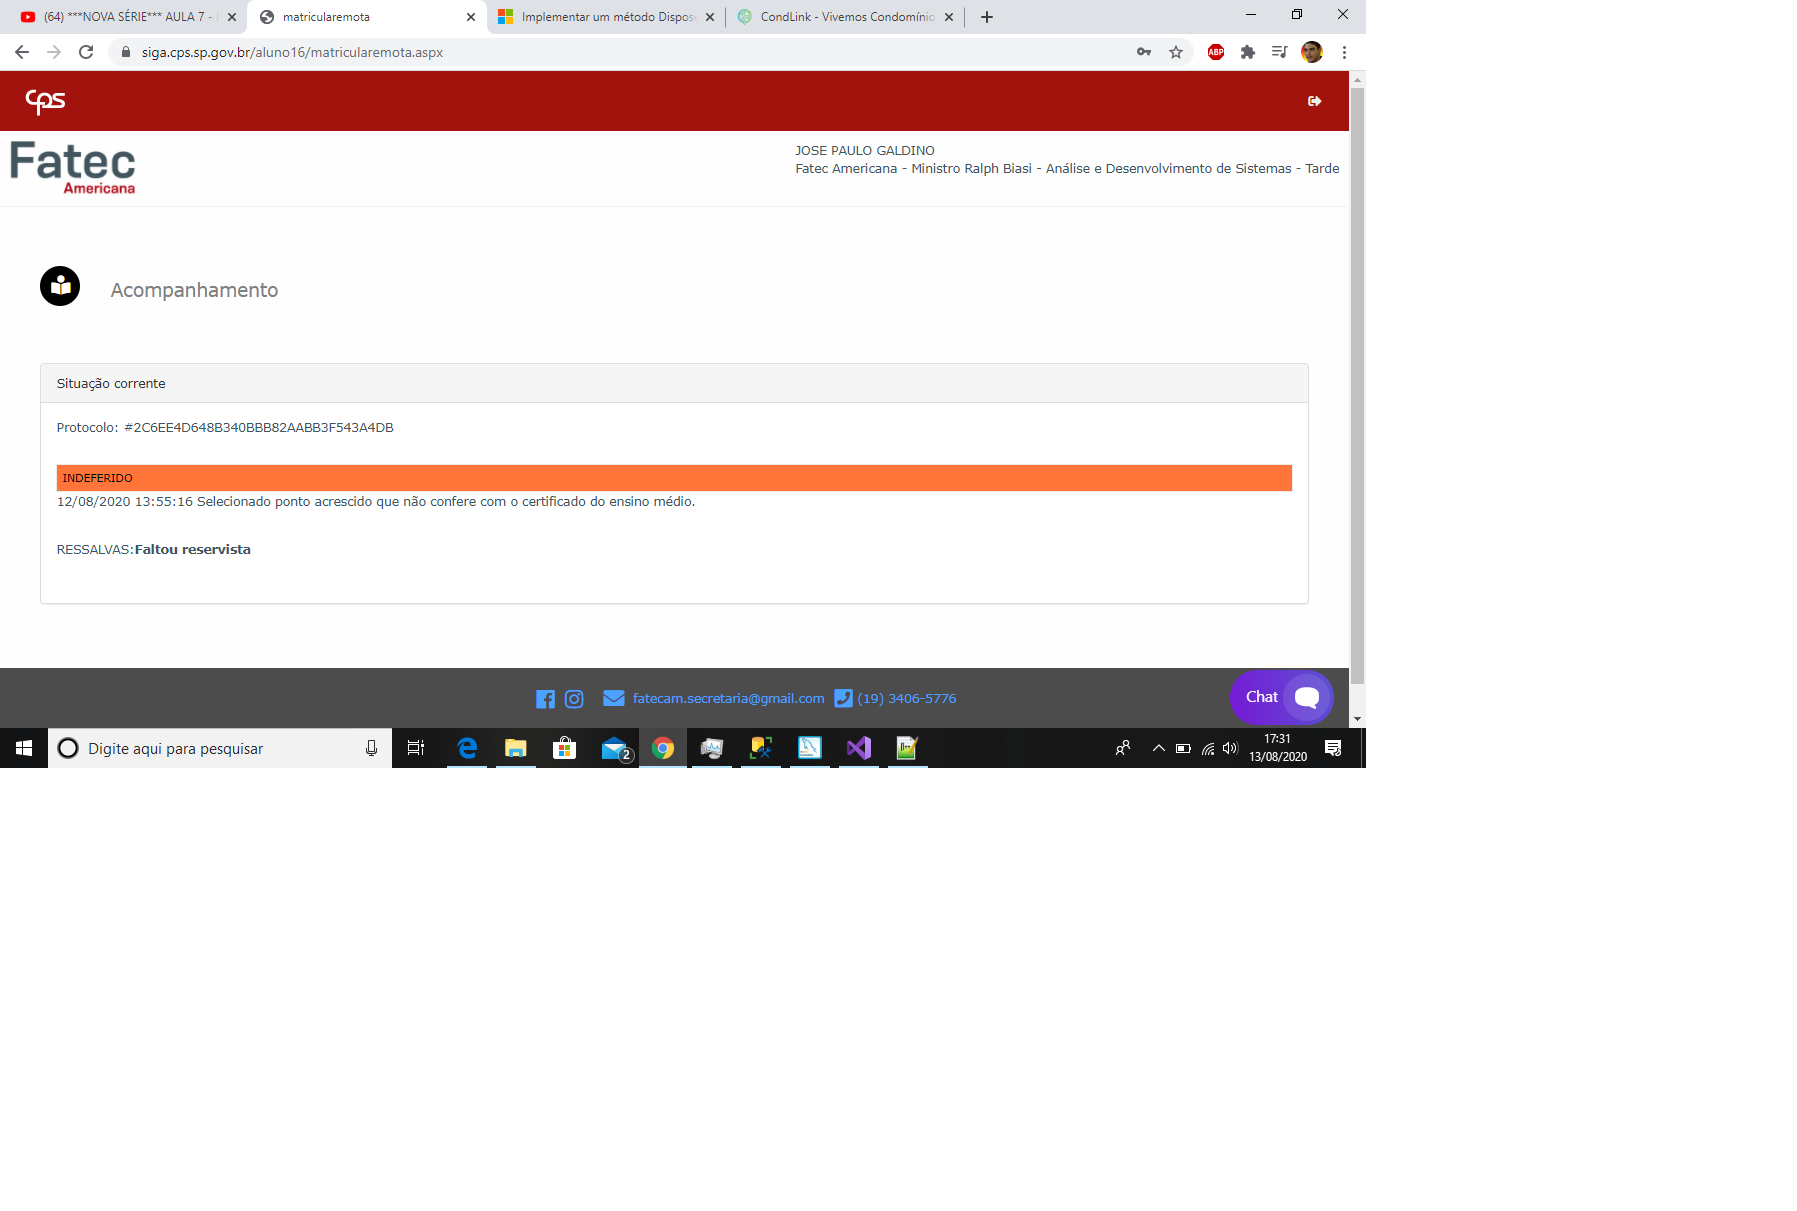 (64) ***NOVA SÉRIE*** AULA 7 -
matricularemota
Implementar um método Dispos
CondLink - Vivemos Condomínio
siga.cps.sp.gov.br/aluno16/matricularemota.aspx
ABP
cps
Fatec
Americana
JOSE PAULO GALDINO
Fatec Americana - Ministro Ralph Biasi - Análise e Desenvolvimento de Sistemas - Tarde
Acompanhamento
Situação corrente
Protocolo: #2C6EE4D648B340BBB82AABB3F543A4DB
INDEFERIDO
12/08/2020 13:55:16 Selecionado ponto acrescido que não confere com o certificado do ensino médio.
RESSALVAS:Faltou reservista
fatecam.secretaria@gmail.com (19) 3406-5776
Chat
Digite aqui para pesquisar
2
17:31
13/08/2020